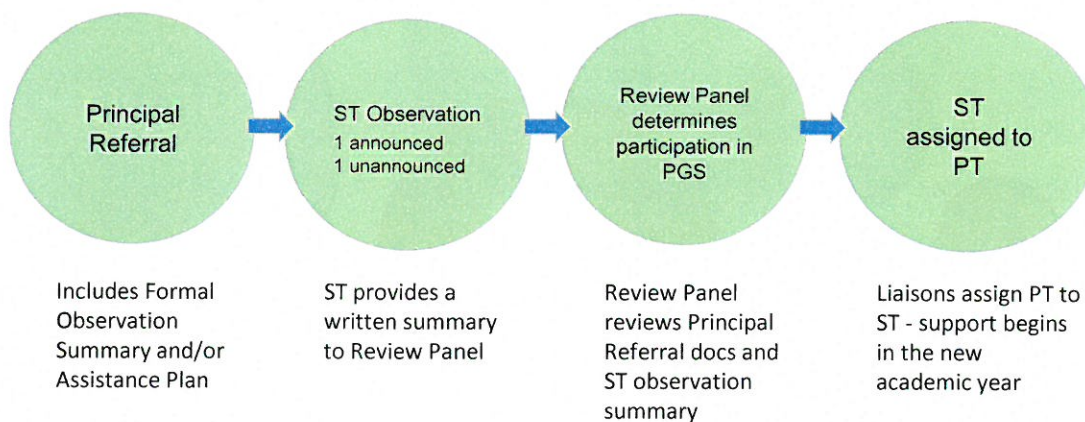 Principal
Referral
ST Observation
1 announced
1 unannounced
Review Panel
determines
participation in
PGS
ST
assigned to
PT
Includes Formal
Observation
Summary and/or
Assistance Plan
ST provides a
written summary
to Review Panel
Review Panel
reviews Principal
Referral docs and
ST observation
summary
Liaisons assign PT to
ST - support begins
in the new
academic year